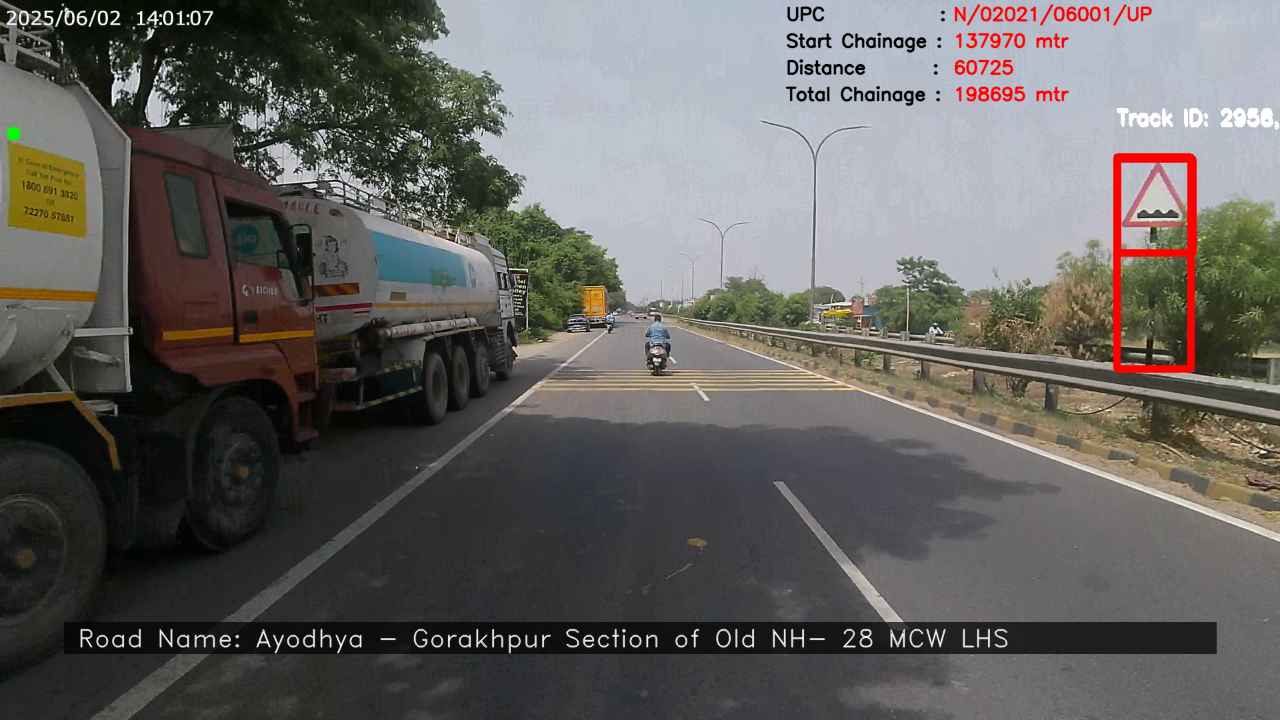 2025/06/02 14:01:07
UPC : N/02021/06001/UP
Start Chainage : 137970 mtr
Distance : 60725
Total Chainage : 198695 mtr
Track ID: 2958,
1800 891 3820
72270 57881
EICHER
Road Name: Ayodhya - Gorakhpur Section of Old NH- 28 MCW LHS